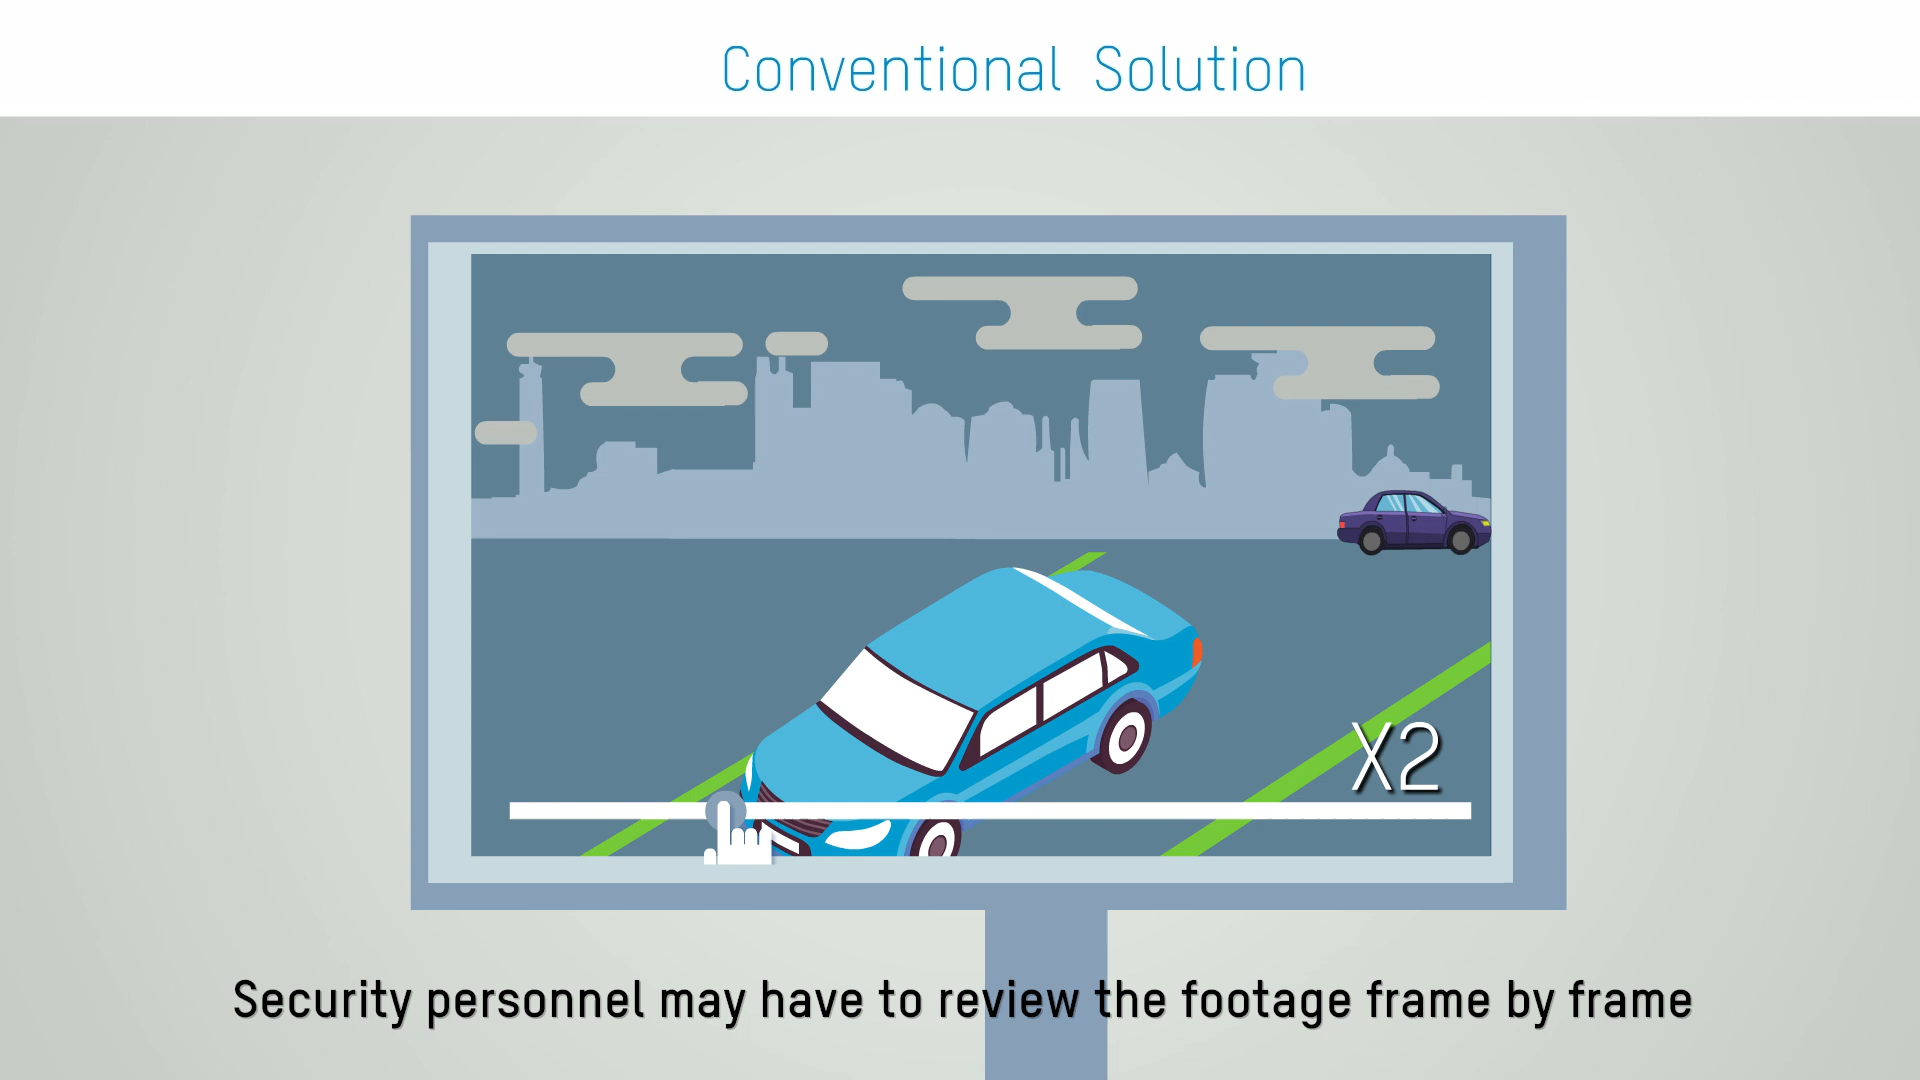 Conventional Solution
X2
Security personnel may have to review the footage frame by frame